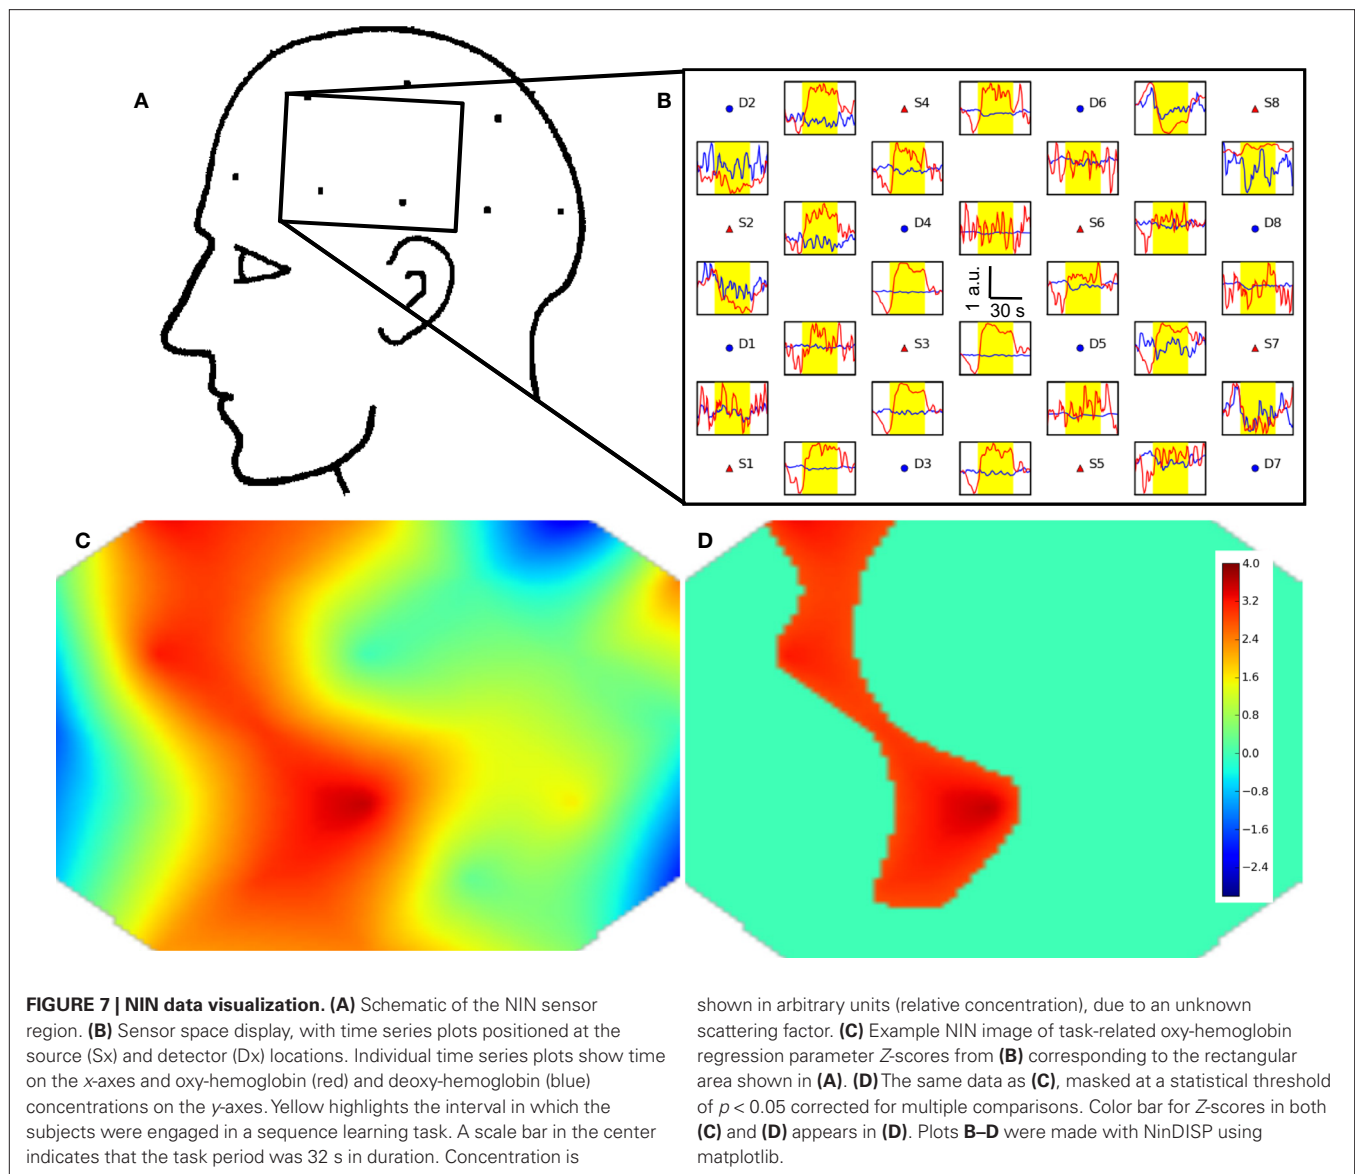 A
B
D2
S4
D6
S8
S2
D4
S6
D8
1 a.u.
30 s
D1
S3
D5
S7
S1
D3
S5
D7
C
D
4.0
3.2
2.4
1.6
0.8
0.0
−0.8
−1.6
−2.4
FIGURE 7 | NIN data visualization. (A) Schematic of the NIN sensor
region. (B) Sensor space display, with time series plots positioned at the
source (Sx) and detector (Dx) locations. Individual time series plots show time
on the x-axes and oxy-hemoglobin (red) and deoxy-hemoglobin (blue)
concentrations on the y-axes. Yellow highlights the interval in which the
subjects were engaged in a sequence learning task. A scale bar in the center
indicates that the task period was 32 s in duration. Concentration is
shown in arbitrary units (relative concentration), due to an unknown
scattering factor. (C) Example NIN image of task-related oxy-hemoglobin
regression parameter Z-scores from (B) corresponding to the rectangular
area shown in (A). (D) The same data as (C), masked at a statistical threshold
of p < 0.05 corrected for multiple comparisons. Color bar for Z-scores in both
(C) and (D) appears in (D). Plots B–D were made with NinDISP using
matplotlib.